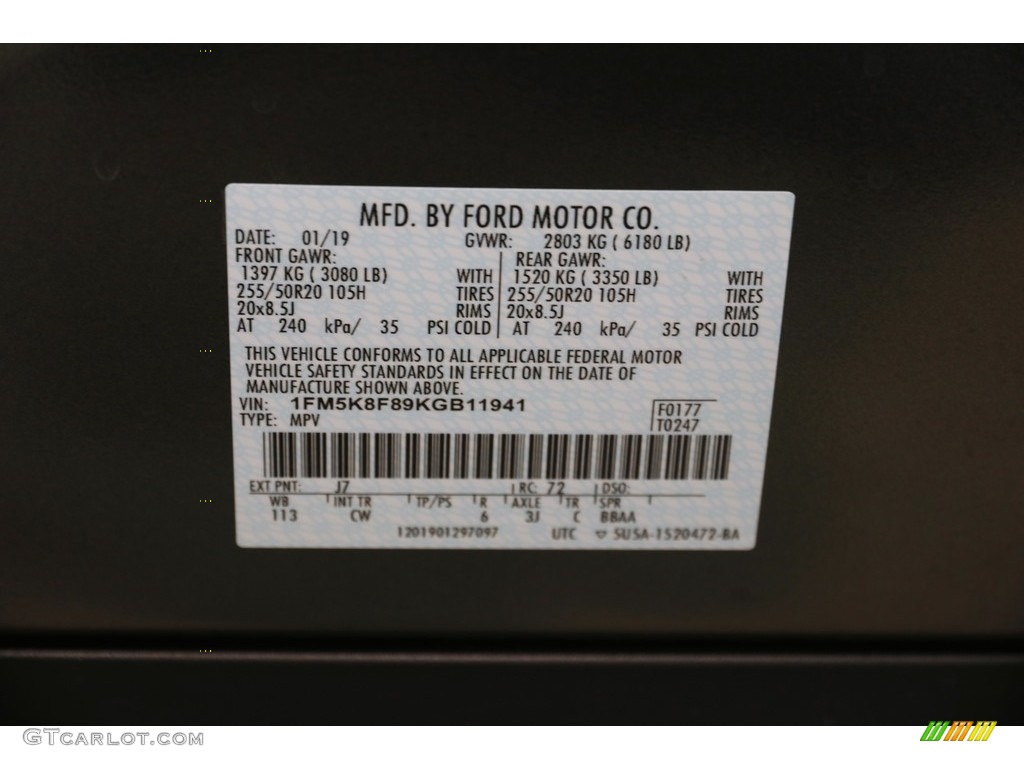 MFD. BY FORD MOTOR CO.
DATE: 01/19 GVWR: 2803 KG ( 6180 LB)
FRONT GAWR: REAR GAWR:
1397 KG ( 3080 LB) WITH 1520 KG ( 3350 LB) WITH
255/50R20 105H TIRES 255/50R20 105H TIRES
20x8.5J RIMS 20x8.5J RIMS
AT 240 kPa/ 35 PSI COLD AT 240 kPa/ 35 PSI COLD
THIS VEHICLE CONFORMS TO ALL APPLICABLE FEDERAL MOTOR
VEHICLE SAFETY STANDARDS IN EFFECT ON THE DATE OF
MANUFACTURE SHOWN ABOVE.
VIN: 1FM5K8F89KGB11941 F0177
TYPE: MPV T0247
EXT PNT: J7 RC: 72 DSO:
WB INT TR TP/PS R AXLE TR SPR
113 CW 6 3J C BBAA
1201901297097 UTC ▽ SUSA-1520472-BA
GTcarlot.com